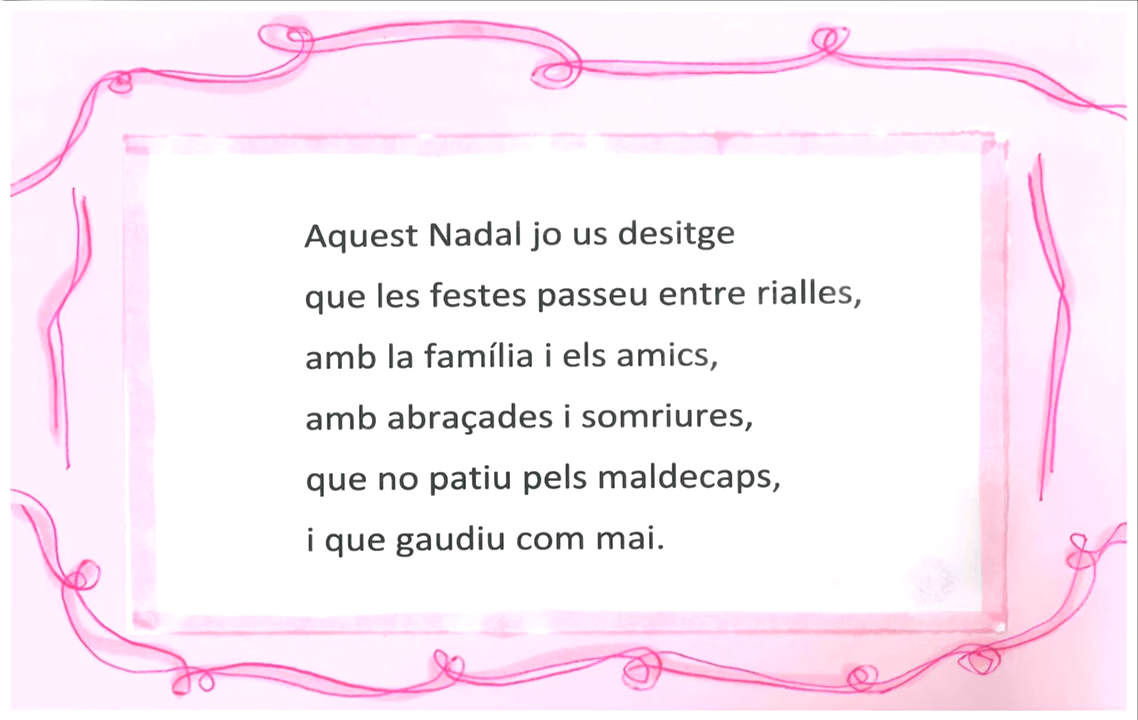 Aquest Nadal jo us desitge
que les festes passeu entre rialles,
amb la família i els amics,
amb abraçades i somriures,
que no patiu pels maldecaps,
i que gaudiu com mai.